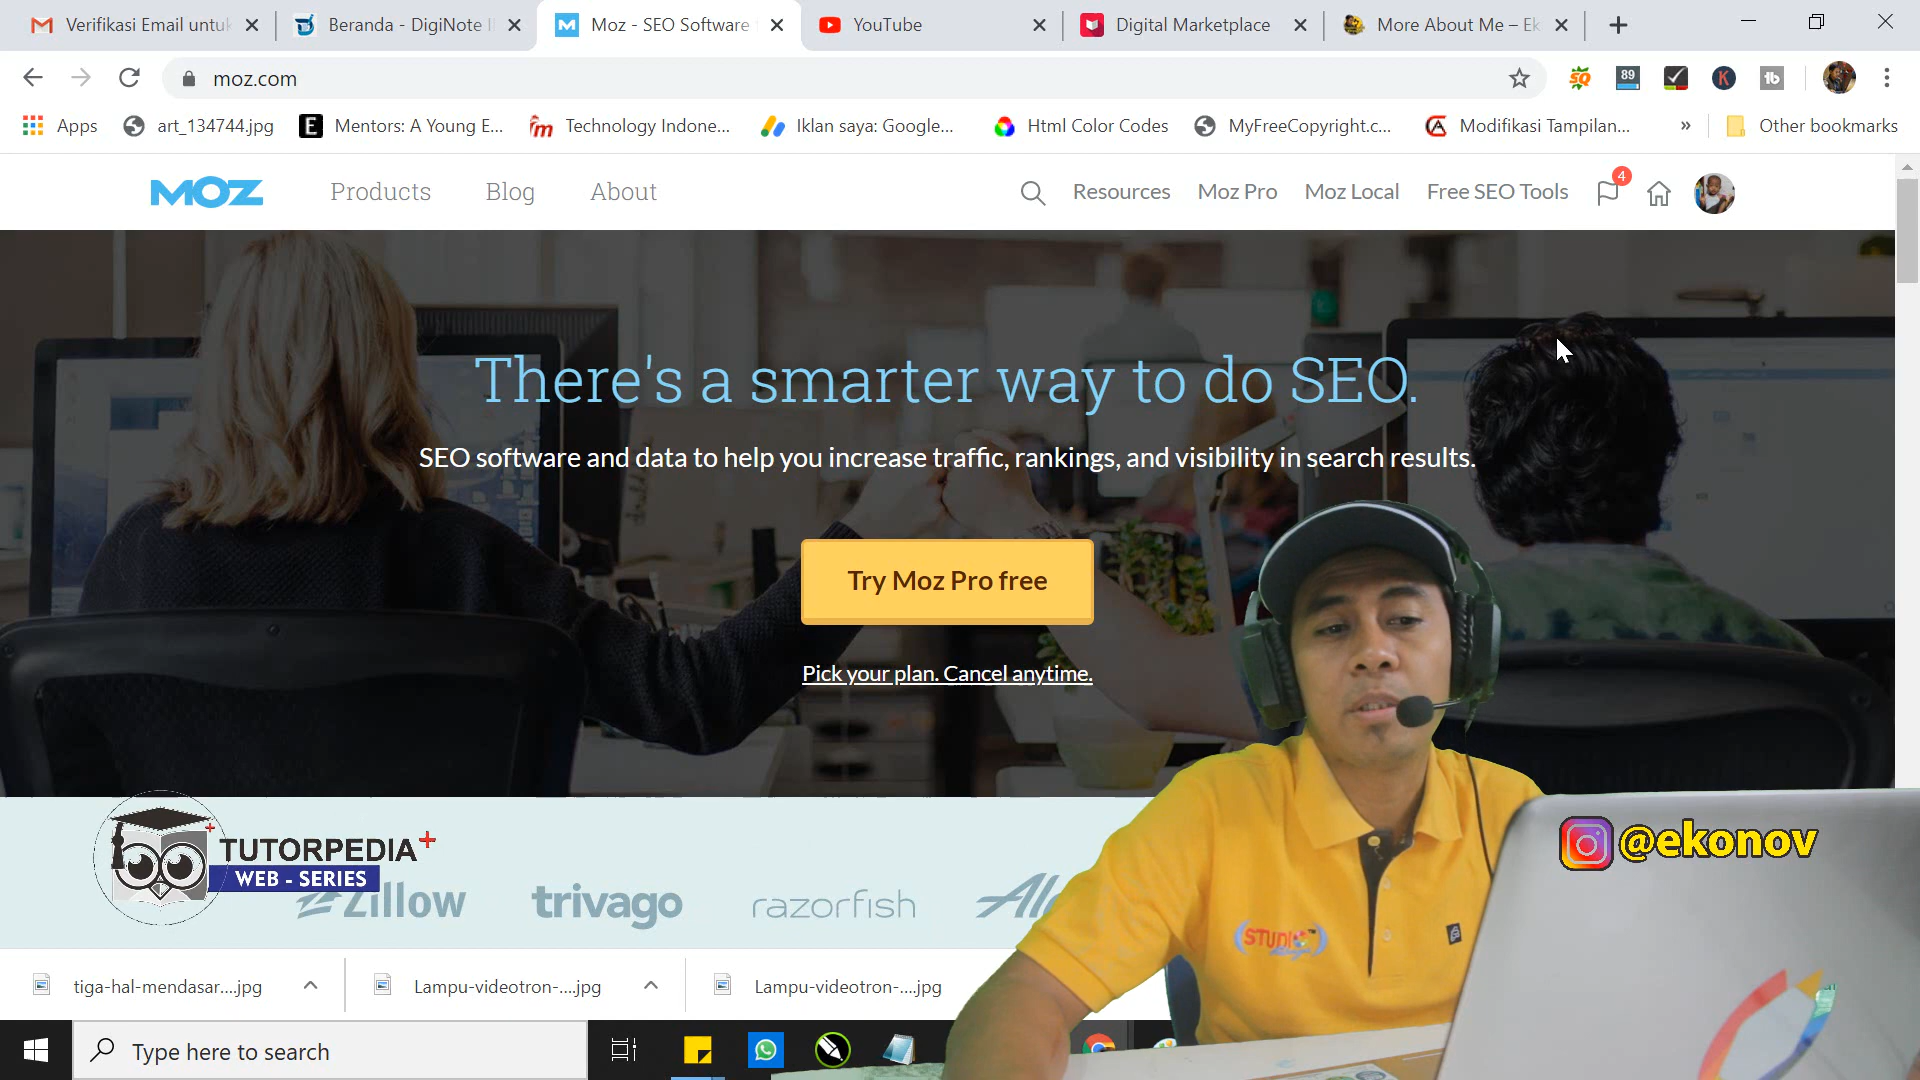 Verifikasi Email untuk
Beranda - DigiNote I
Moz - SEO Software
YouTube
Digital Marketplace
More About Me – Ek
moz.com
89
Apps
art_134744.jpg
Mentors: A Young E...
Technology Indone...
Iklan saya: Google...
Html Color Codes
MyFreeCopyright.c...
Modifikasi Tampilan...
»
Other bookmarks
MOZ
Products
Blog
About
Resources
Moz Pro
Moz Local
Free SEO Tools
4
There's a smarter way to do SEO.
SEO software and data to help you increase traffic, rankings, and visibility in search results.
Try Moz Pro free
Pick your plan. Cancel anytime.
TUTORPEDIA+
WEB - SERIES
@ekonov
Zillow
trivago
razorfish
STUDIO
tiga-hal-mendasar....jpg
Lampu-videotron-....jpg
Lampu-videotron-....jpg
Type here to search